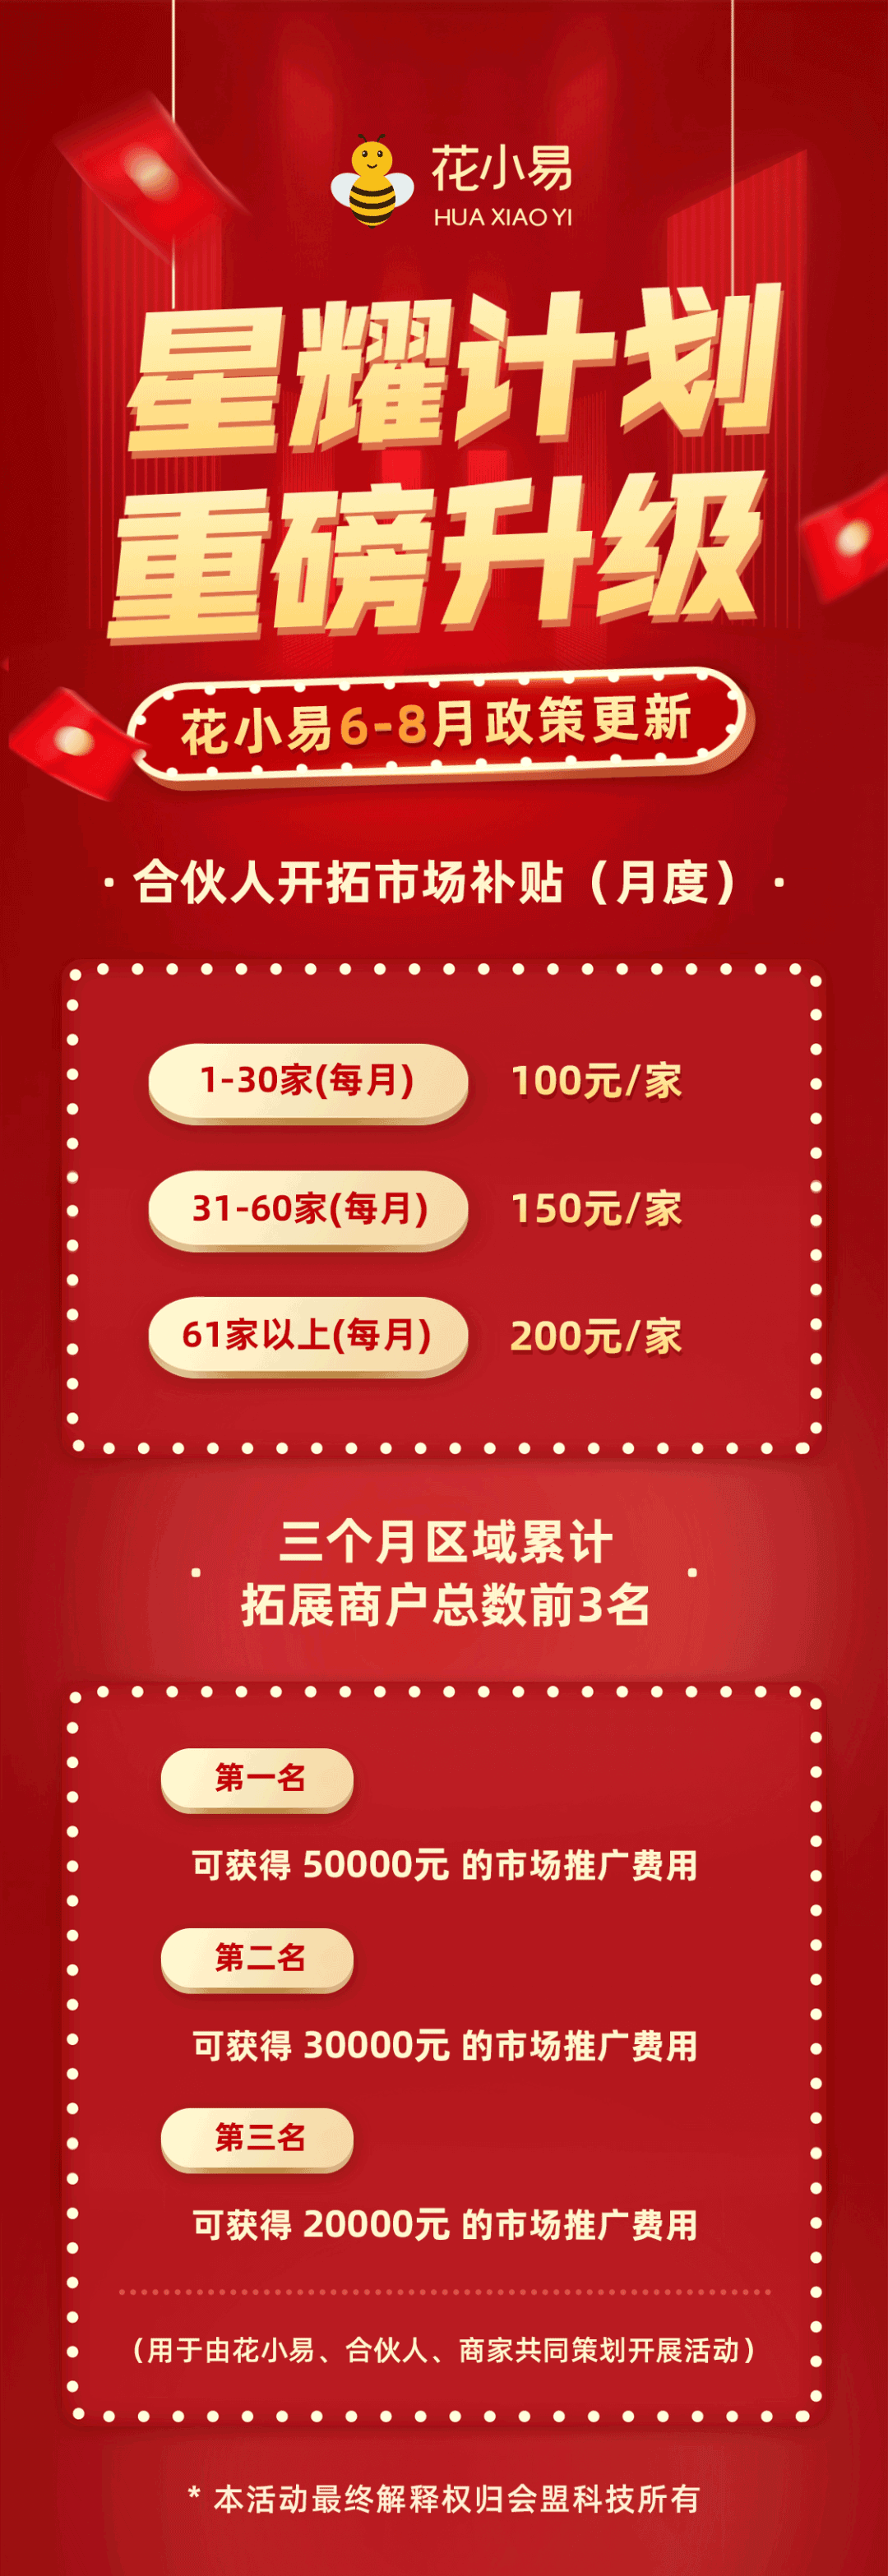 花小易
HUA XIAO YI
星耀计划
重磅升级
花小易6-8月政策更新
· 合伙人开拓市场补贴（月度） ·
1-30家(每月) 100元/家
31-60家(每月) 150元/家
61家以上(每月) 200元/家
三个月区域累计
· 拓展商户总数前3名 ·
第一名
可获得 50000元 的市场推广费用
第二名
可获得 30000元 的市场推广费用
第三名
可获得 20000元 的市场推广费用
（用于由花小易、合伙人、商家共同策划开展活动）
* 本活动最终解释权归会盟科技所有